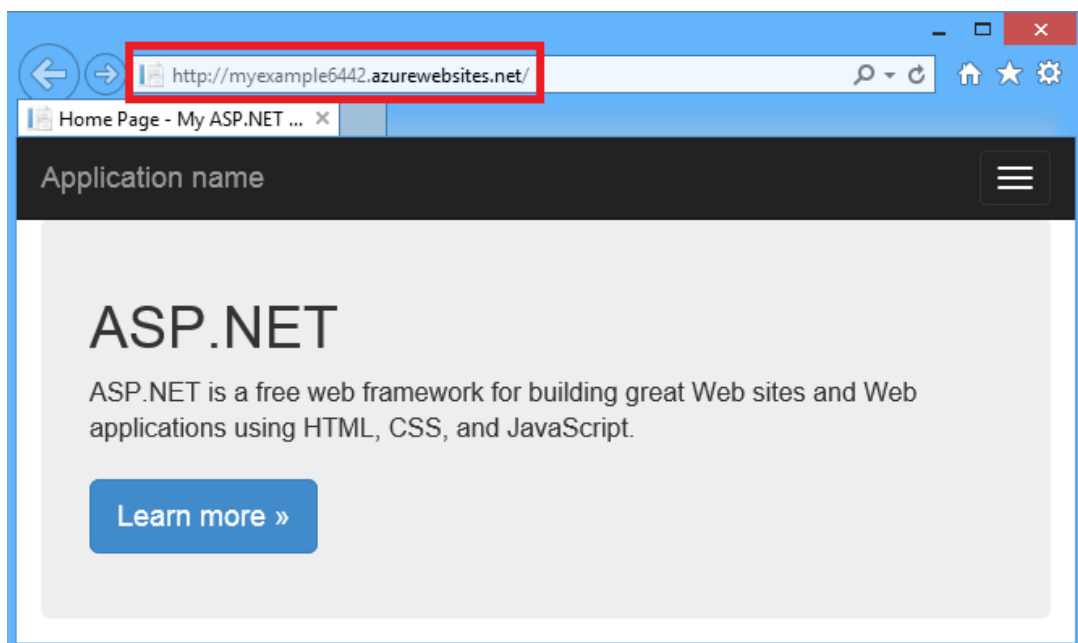 http://myexample6442.azurewebsites.net/
Home Page - My ASP.NET ...
Application name
ASP.NET
ASP.NET is a free web framework for building great Web sites and Web
applications using HTML, CSS, and JavaScript.
Learn more »